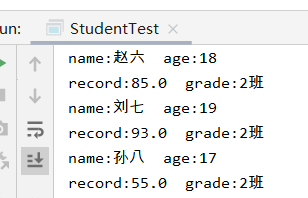 un: StudentTest
name:赵六  age:18
record:85.0  grade:2班
name:刘七  age:19
record:93.0  grade:2班
name:孙八  age:17
record:55.0  grade:2班